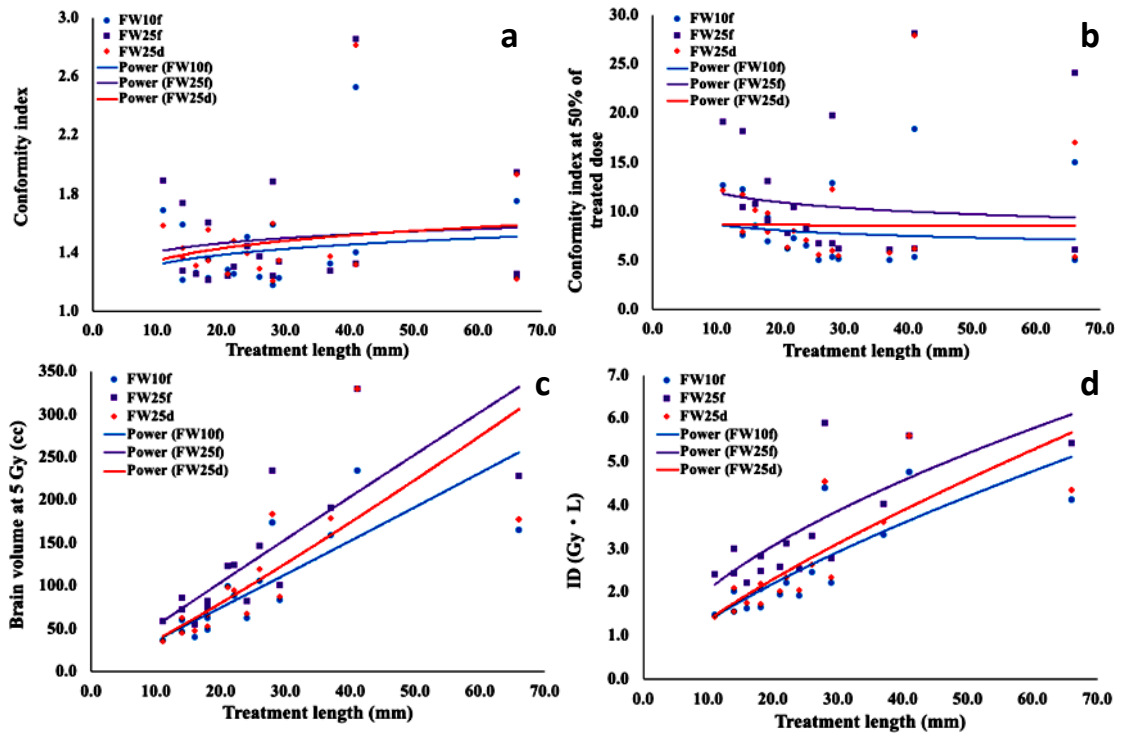 a
FW10f
FW25f
FW25d
Power (FW10f)
Power (FW25f)
Power (FW25d)
Conformity index
3.0
2.6
2.2
1.8
1.4
1.0
0.0 10.0 20.0 30.0 40.0 50.0 60.0 70.0
Treatment length (mm)
b
FW10f
FW25f
FW25d
Power (FW10f)
Power (FW25f)
Power (FW25d)
Conformity index at 50% of
treated dose
30.0
25.0
20.0
15.0
10.0
5.0
0.0
0.0 10.0 20.0 30.0 40.0 50.0 60.0 70.0
Treatment length (mm)
c
FW10f
FW25f
FW25d
Power (FW10f)
Power (FW25f)
Power (FW25d)
Brain volume at 5 Gy (cc)
350.0
300.0
250.0
200.0
150.0
100.0
50.0
0.0
0.0 10.0 20.0 30.0 40.0 50.0 60.0 70.0
Treatment length (mm)
d
FW10f
FW25f
FW25d
Power (FW10f)
Power (FW25f)
Power (FW25d)
ID (Gy · L)
7.0
6.0
5.0
4.0
3.0
2.0
1.0
0.0
0.0 10.0 20.0 30.0 40.0 50.0 60.0 70.0
Treatment length (mm)